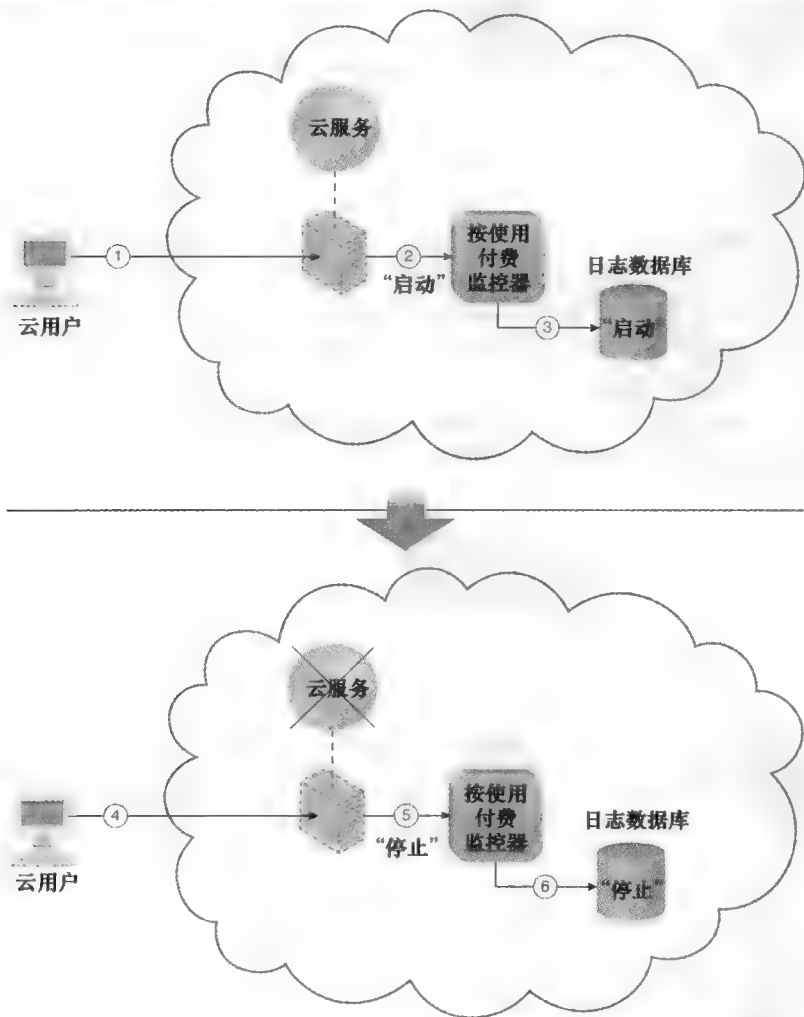 云服务
云用户
①
②
“启动”
按使用
付费
监控器
③
日志数据库
“启动”
云服务
云用户
④
⑤
“停止”
按使用
付费
监控器
⑥
日志数据库
“停止”